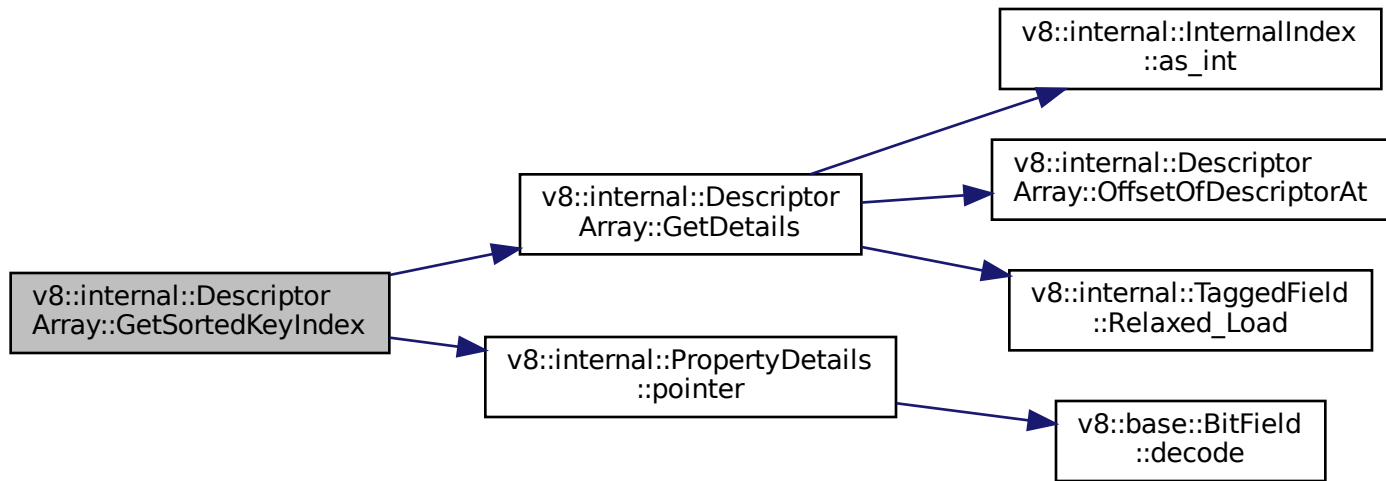 v8::internal::InternalIndex
::as_int
v8::internal::Descriptor
Array::OffsetOfDescriptorAt
v8::internal::Descriptor
Array::GetDetails
v8::internal::TaggedField
::Relaxed_Load
v8::internal::Descriptor
Array::GetSortedKeyIndex
v8::internal::PropertyDetails
::pointer
v8::base::BitField
::decode